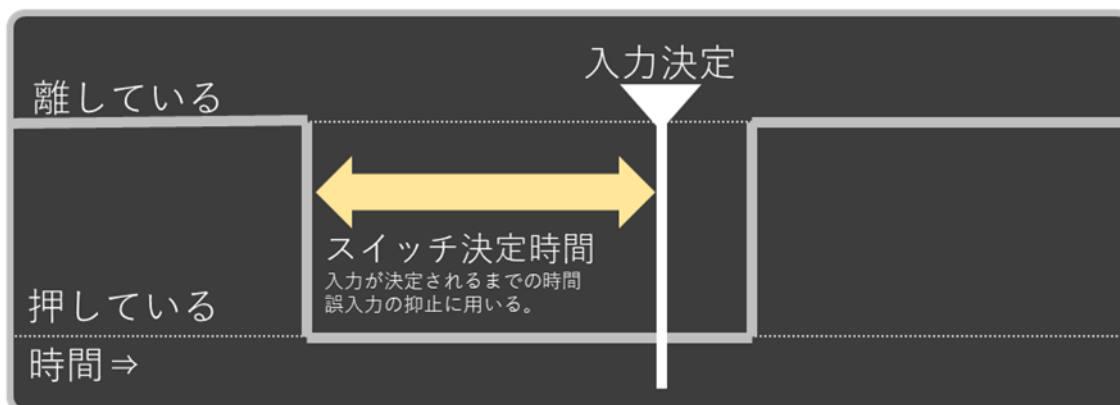 入力決定
離している
スイッチ決定時間
入力が決定されるまでの時間
誤入力の抑止に用いる。
押している
時間⇒